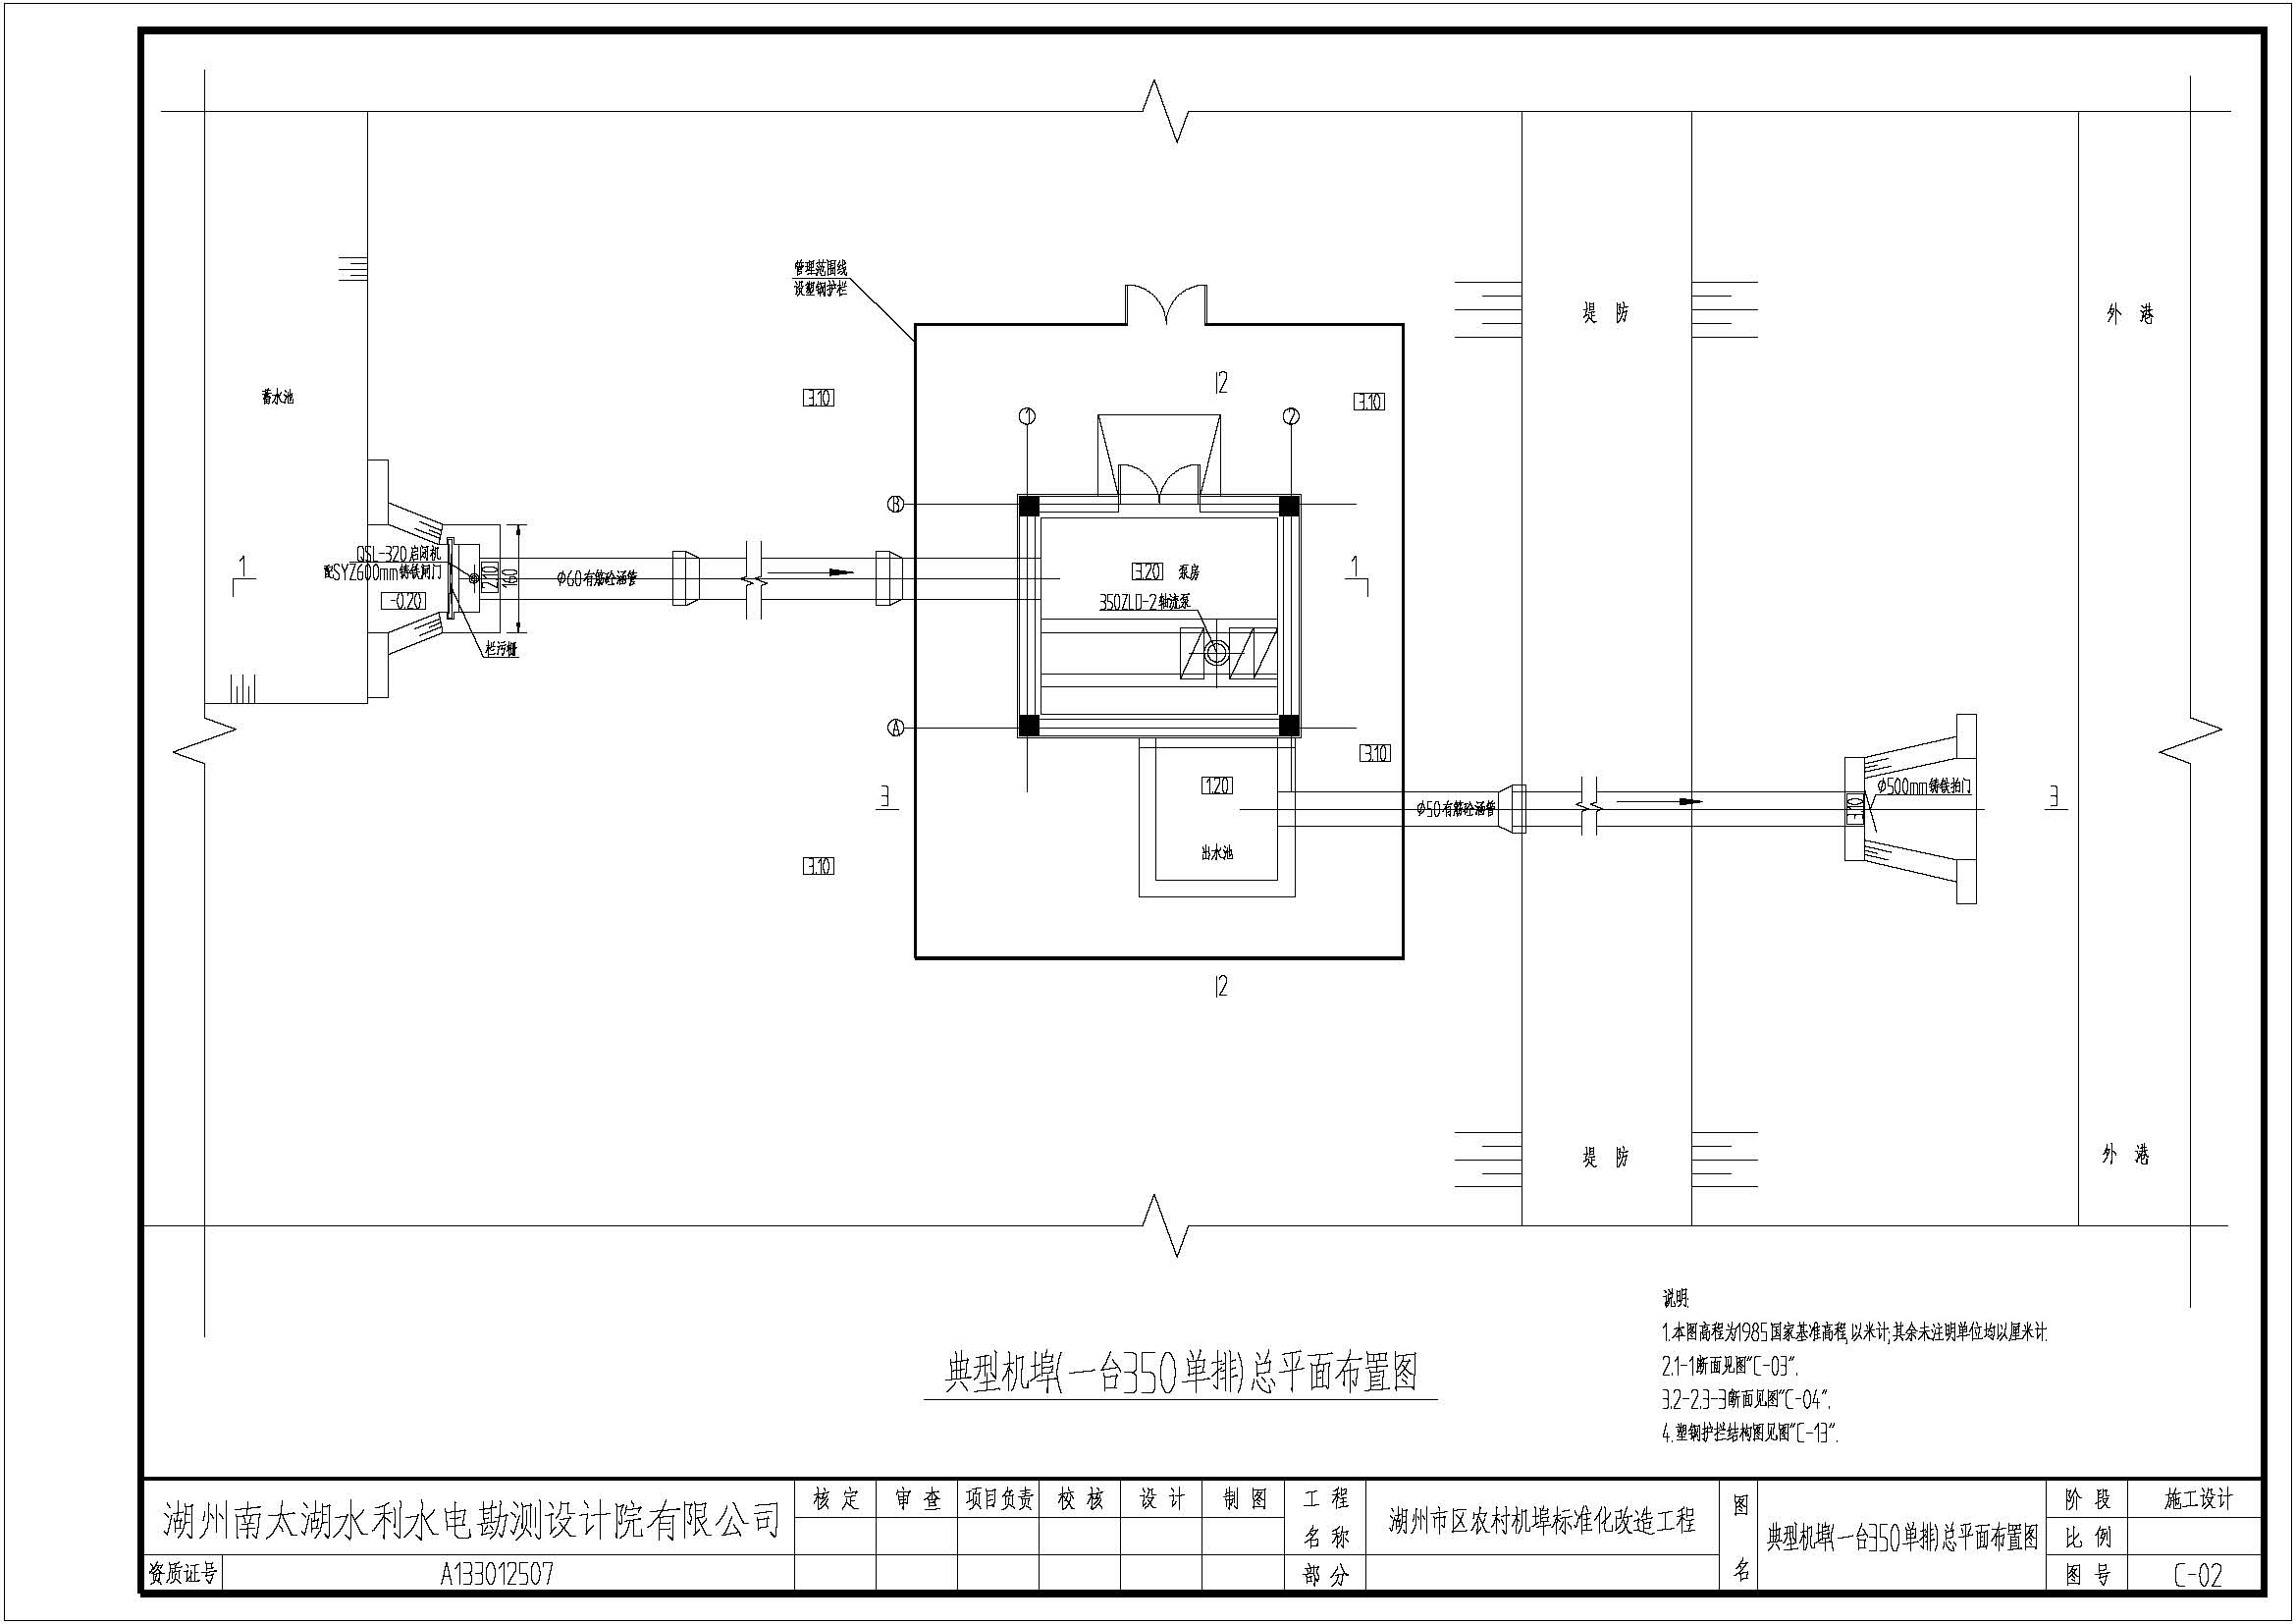 管理范围线
设塑钢护栏
堤 防
外 港
12
蓄水池
3.10
3.10
1
2
B
QSL-320启闭机
配SYZ600mm铸铁闸门
-0.20
2.10
160
栏污栅
1
Φ60有筋砼涵管
3.20
泵房
350ZLD-2轴流泵
1
A
3.10
1.20
3
Φ50有筋砼涵管
3.10
Φ500mm铸铁拍门
3
出水池
3.10
12
堤 防
外 港
说明:
1.本图高程为1985国家基准高程,以米计;其余未注明单位均以厘米计.
2.1-1断面见图"C-03".
3.2-2.3-3断面见图"C-04".
4.塑钢护拦结构图见图"C-13".
典型机埠(一台350单排)总平面布置图
湖州南太湖水利水电勘测设计院有限公司
资质证号
A133012507
核 定
审 查
项目负责
校 核
设 计
制 图
工 程
名 称
部 分
湖州市区农村机埠标准化改造工程
图
名
典型机埠(一台350单排)总平面布置图
阶 段
施工设计
比 例
图 号
C-02